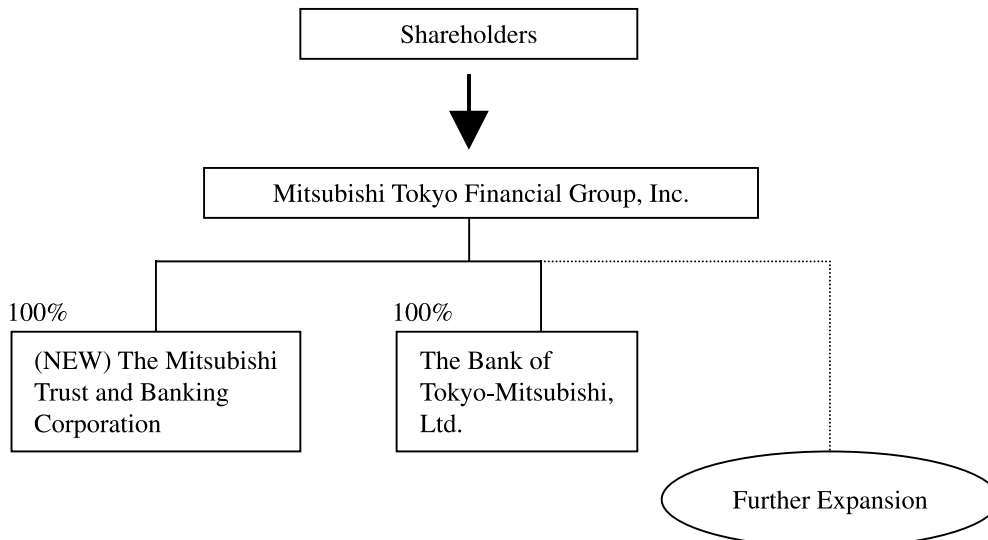 Shareholders
Mitsubishi Tokyo Financial Group, Inc.
100%
(NEW) The Mitsubishi
Trust and Banking
Corporation
100%
The Bank of
Tokyo-Mitsubishi,
Ltd.
Further Expansion